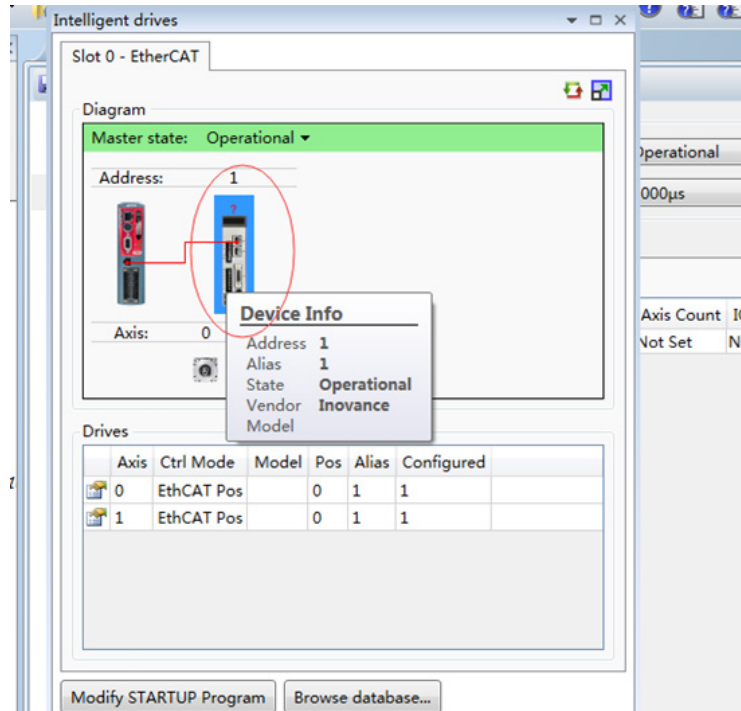 Intelligent drives
Slot 0 - EtherCAT
Diagram
Master state: Operational
Address: 1
?
Axis: 0
Device Info
Address 1
Alias 1
State Operational
Vendor Inovance
Model
Drives
Axis Ctrl Mode Model Pos Alias Configured
0 EthCAT Pos 0 1 1
1 EthCAT Pos 0 1 1
Modify STARTUP Program Browse database...
Operational
000µs
Axis Count
Not Set